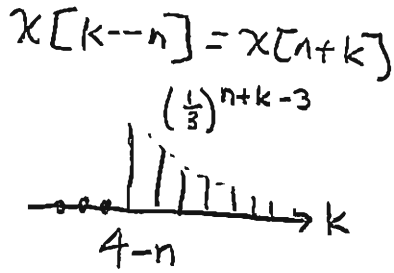 x[k--n]=x[n+k]
(1/3)^{n+k-3}
k
4-n